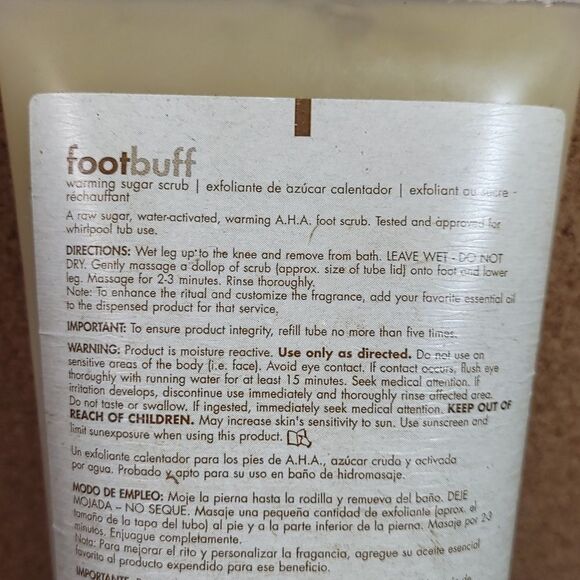 footbuff
warming sugar scrub | exfoliante de azúcar calentador | exfoliant au sucre -
réchauffant
A raw sugar, water-activated, warming A.H.A. foot scrub. Tested and approved for
whirlpool tub use.
DIRECTIONS: Wet leg up to the knee and remove from bath. LEAVE WET - DO NOT
DRY. Gently massage a dollop of scrub (approx. size of tube lid) onto foot and lower
leg. Massage for 2-3 minutes. Rinse thoroughly.
Note: To enhance the ritual and customize the fragrance, add your favorite essential oil
to the dispensed product for that service.
IMPORTANT: To ensure product integrity, refill tube no more than five times.
WARNING: Product is moisture reactive. Use only as directed. Do not use on
sensitive areas of the body (i.e. face). Avoid eye contact. If contact occurs, flush eye
thoroughly with running water for at least 15 minutes. Seek medical attention. If
irritation develops, discontinue use immediately and thoroughly rinse affected area.
Do not taste or swallow. If ingested, immediately seek medical attention. KEEP OUT OF
REACH OF CHILDREN. May increase skin's sensitivity to sun. Use sunscreen and
limit sunexposure when using this product.
Un exfoliante calentador para los pies de A.H.A., azúcar crudo y activado
por agua. Probado y apto para su uso en baño de hidromasaje.
MODO DE EMPLEO: Moje la pierna hasta la rodilla y remueva del baño. DEJE
MOJADA – NO SEQUE. Masaje una pequeña cantidad de exfoliante (aprox. el
tamaño de la tapa del tubo) al pie y a la parte inferior de la pierna. Masaje por 2-3
minutos. Enjuague completamente.
Nota: Para mejorar el rito y personalizar la fragancia, agregue su aceite esencial
favorito al producto expendido para ese beneficio.
IMPORTANTE: